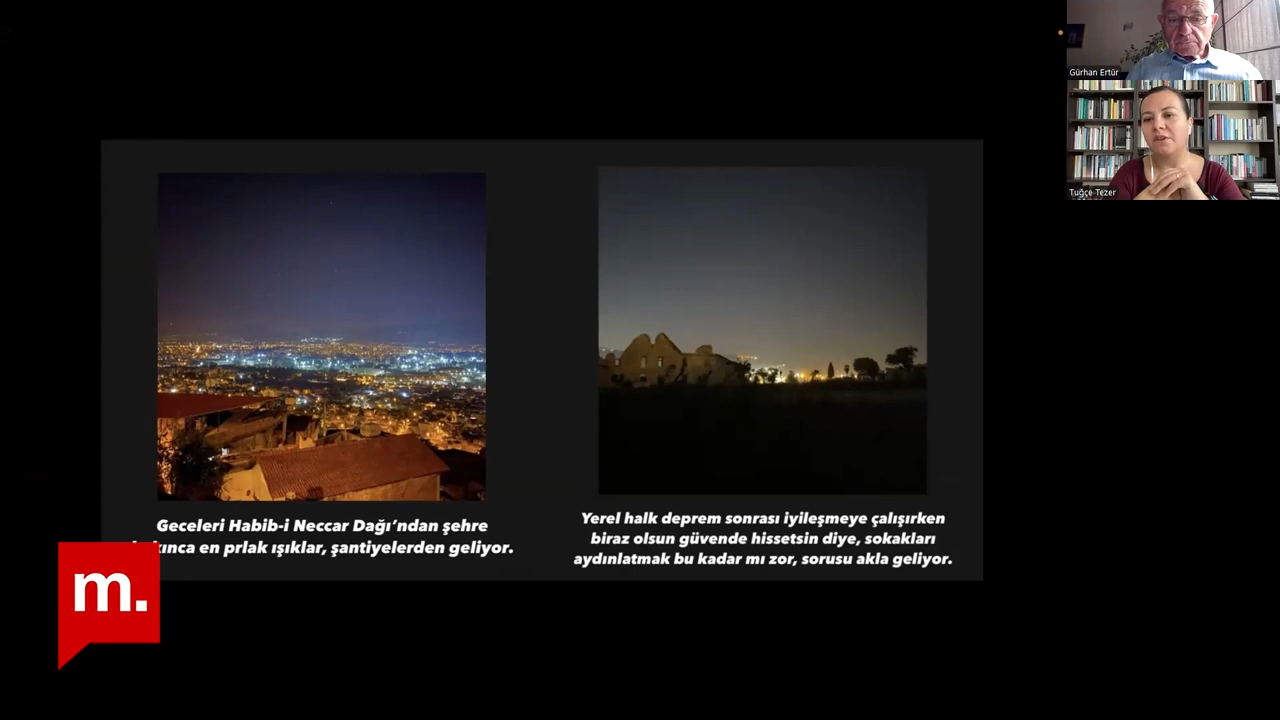 Gürhan Ertür
Tuğçe Tezer
Geceleri Habib-i Neccar Dağı’ndan şehre
en prlak ışıklar, şantiyelerden geliyor.
Yerel halk deprem sonrası iyileşmeye çalışırken
biraz olsun güvende hissetsin diye, sokakları
aydınlatmak bu kadar mı zor, sorusu akla geliyor.
m.